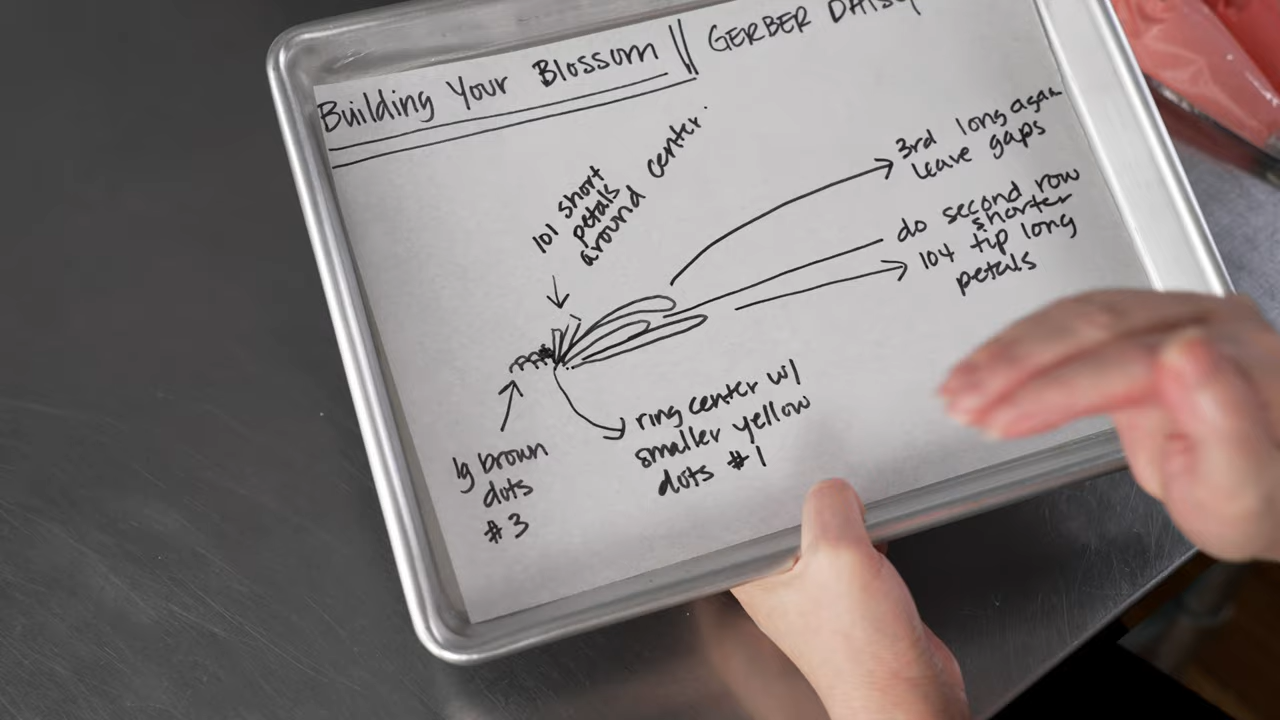 Building Your Blossom || GERBER DAISY
101 short
petals
around center
3rd long again
leave gaps
do second row
shorter
104 tip long
petals
lg brown
dots
#3
ring center w/
smaller yellow
dots #1